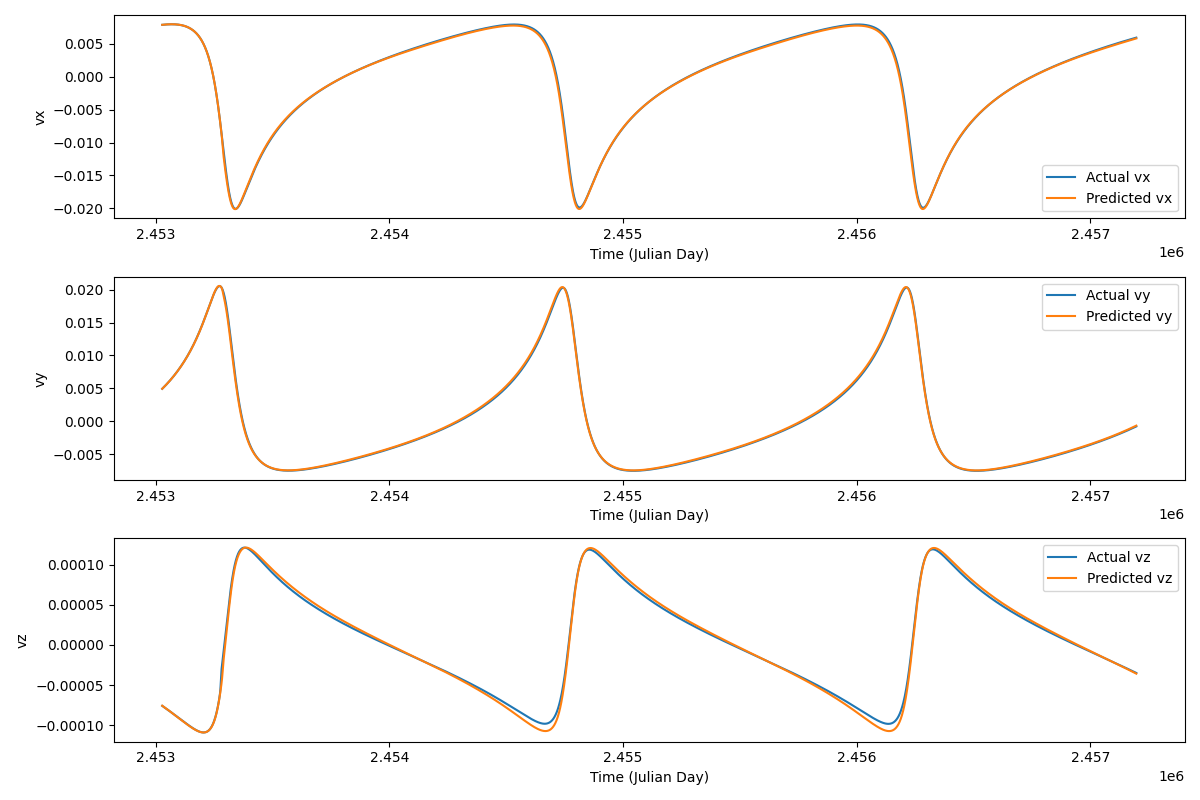 0.005
0.000
−0.005
−0.010
−0.015
−0.020
vx
Actual vx
Predicted vx
2.453
2.454
2.455
2.456
2.457
Time (Julian Day)
1e6
0.020
0.015
0.010
0.005
0.000
−0.005
vy
Actual vy
Predicted vy
2.453
2.454
2.455
2.456
2.457
Time (Julian Day)
1e6
0.00010
0.00005
0.00000
−0.00005
−0.00010
vz
Actual vz
Predicted vz
2.453
2.454
2.455
2.456
2.457
Time (Julian Day)
1e6